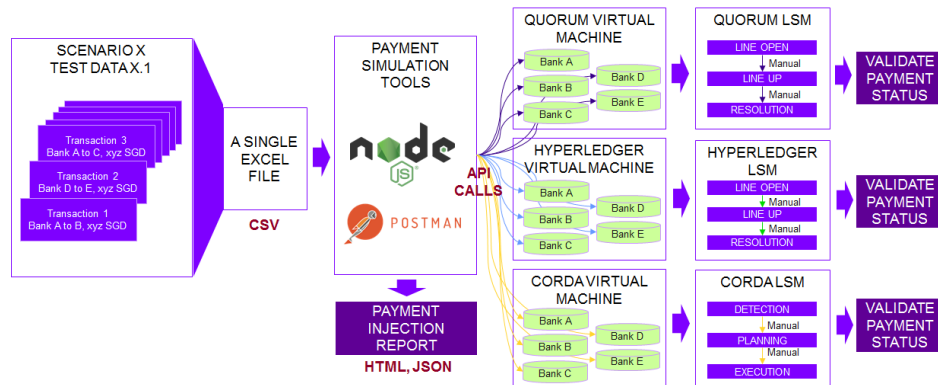 SCENARIO X
TEST DATA X.1
Transaction 3
Bank A to C, xyz SGD
Transaction 2
Bank D to E, xyz SGD
Transaction 1
Bank A to B, xyz SGD
A SINGLE
EXCEL
FILE
CSV
PAYMENT
SIMULATION
TOOLS
node
JS
POSTMAN
API
CALLS
PAYMENT
INJECTION
REPORT
HTML, JSON
QUORUM VIRTUAL
MACHINE
Bank A
Bank D
Bank B
Bank E
Bank C
QUORUM LSM
LINE OPEN
Manual
LINE UP
Manual
RESOLUTION
VALIDATE
PAYMENT
STATUS
HYPERLEDGER
VIRTUAL MACHINE
Bank A
Bank D
Bank B
Bank E
Bank C
HYPERLEDGER
LSM
LINE OPEN
Manual
LINE UP
Manual
RESOLUTION
VALIDATE
PAYMENT
STATUS
CORDA VIRTUAL
MACHINE
Bank A
Bank D
Bank B
Bank E
Bank C
CORDA LSM
DETECTION
Manual
PLANNING
Manual
EXECUTION
VALIDATE
PAYMENT
STATUS